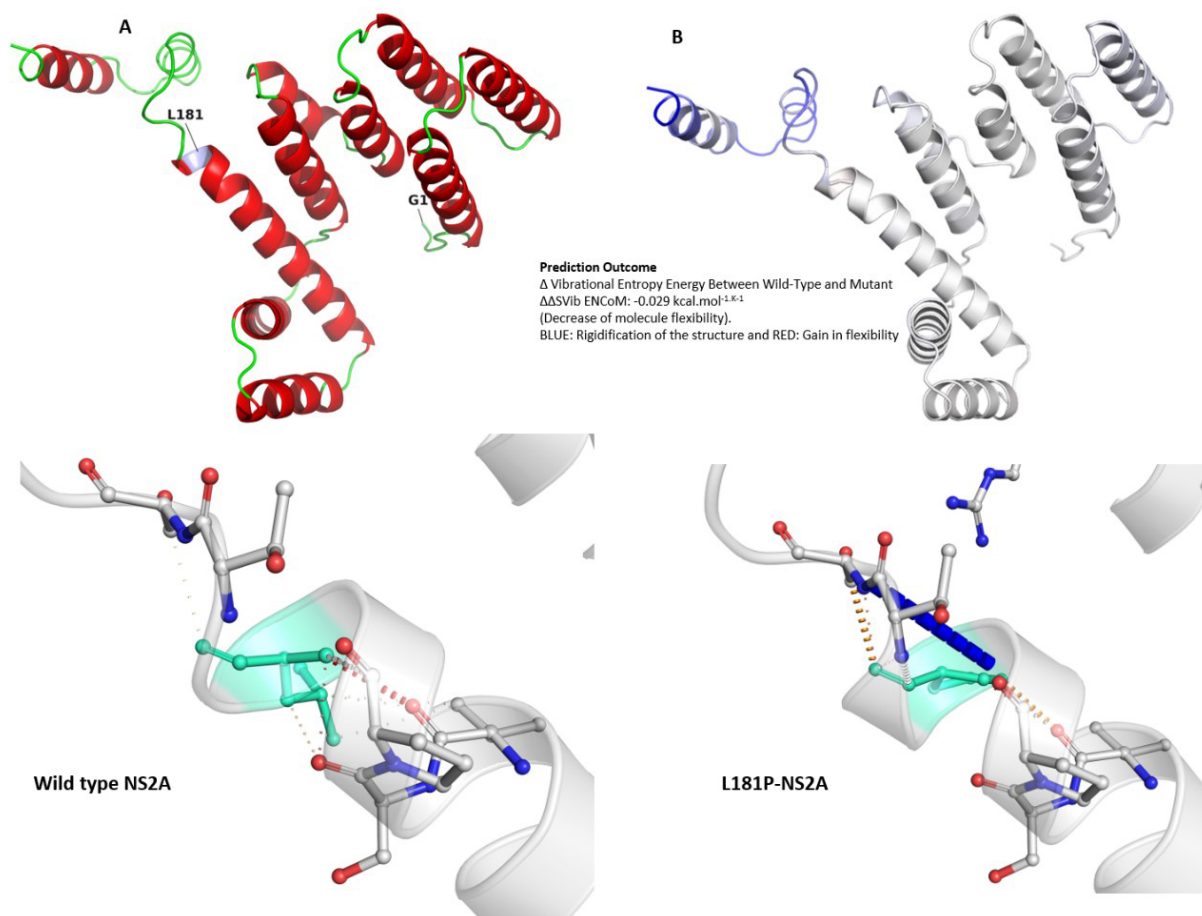 A
B
L181
G1
Prediction Outcome
Δ Vibrational Entropy Energy Between Wild-Type and Mutant
ΔΔSVib ENCoM: -0.029 kcal.mol⁻¹·ᴷ⁻¹
(Decrease of molecule flexibility).
BLUE: Rigidification of the structure and RED: Gain in flexibility
Wild type NS2A
L181P-NS2A